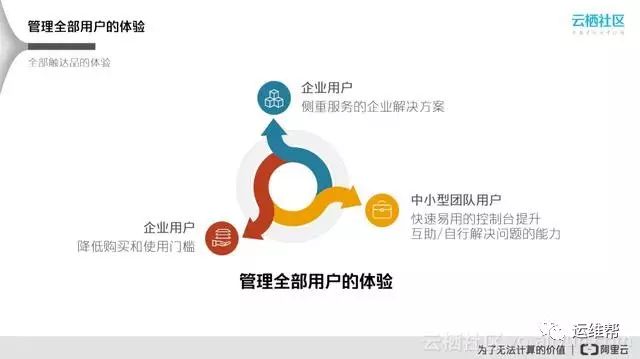 管理全部用户的体验
云栖社区
全部触达品的体验
企业用户
侧重服务的企业解决方案
中小型团队用户
快速易用的控制台提升
互助/自行解决问题的能力
企业用户
降低购买和使用门槛
管理全部用户的体验
运维帮
云栖社区
为了无法计算的价值 | 阿里云